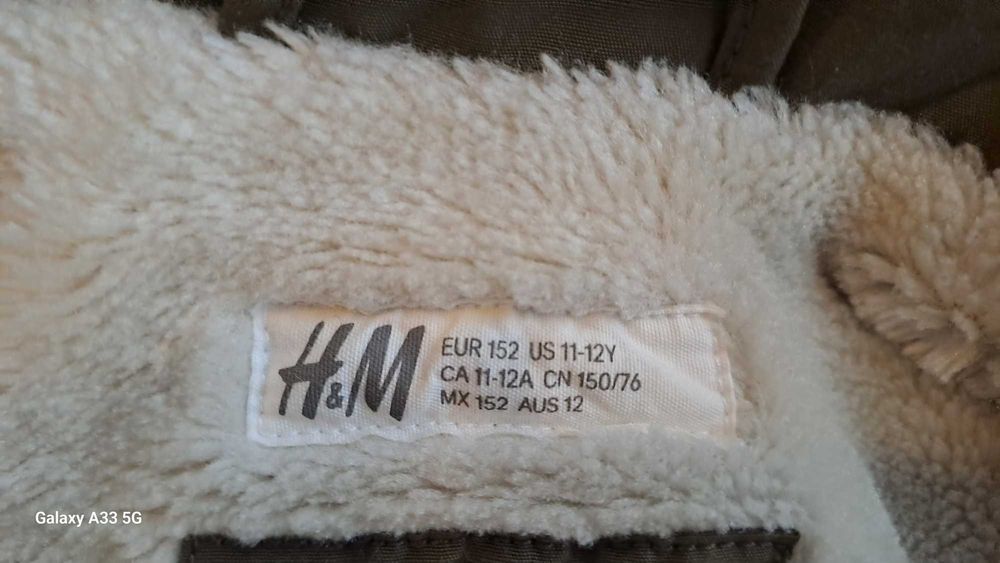 H&M
EUR 152 US 11-12Y
CA 11-12A CN 150/76
MX 152 AUS 12
Galaxy A33 5G